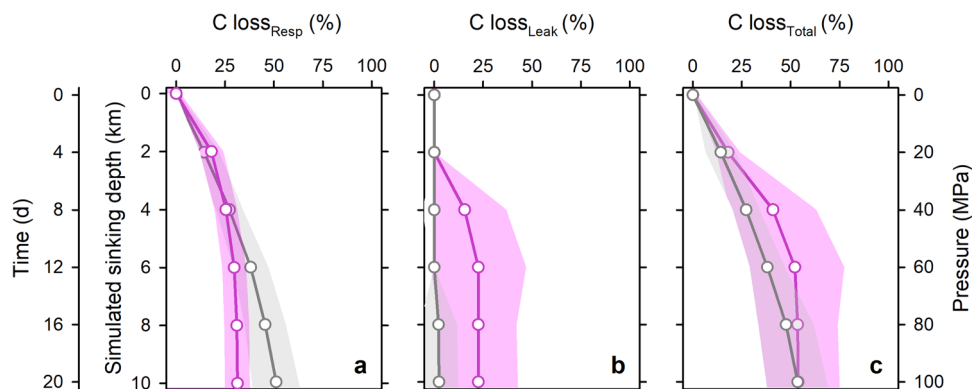 C loss_Resp (%) C loss_Leak (%) C loss_Total (%)
0 25 50 75 100 0 25 50 75 100 0 25 50 75 100
0 0 0
4 2 20
8 4 40
12 6 60
16 8 80
20 10 100
Time (d)
Simulated sinking depth (km)
Pressure (MPa)
a b c